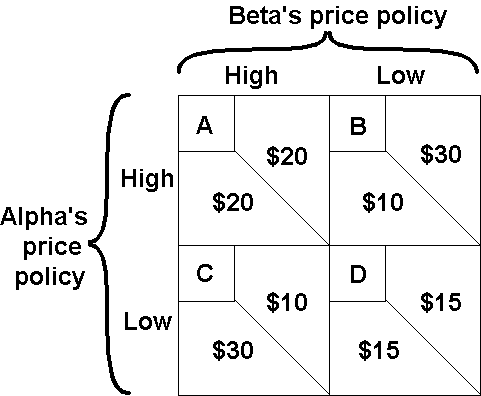 Beta's price policy
High Low
A $20 B $30
High
$20 $10
Alpha's
price
policy
C $10 D $15
Low
$30 $15